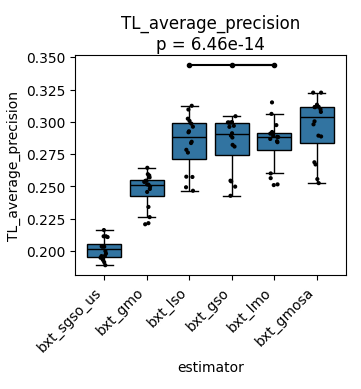 TL_average_precision
p = 6.46e-14
TL_average_precision
0.350
0.325
0.300
0.275
0.250
0.225
0.200
bxt_sgso_us
bxt_gmo
bxt_lso
bxt_gso
bxt_lmo
bxt_gmosa
estimator